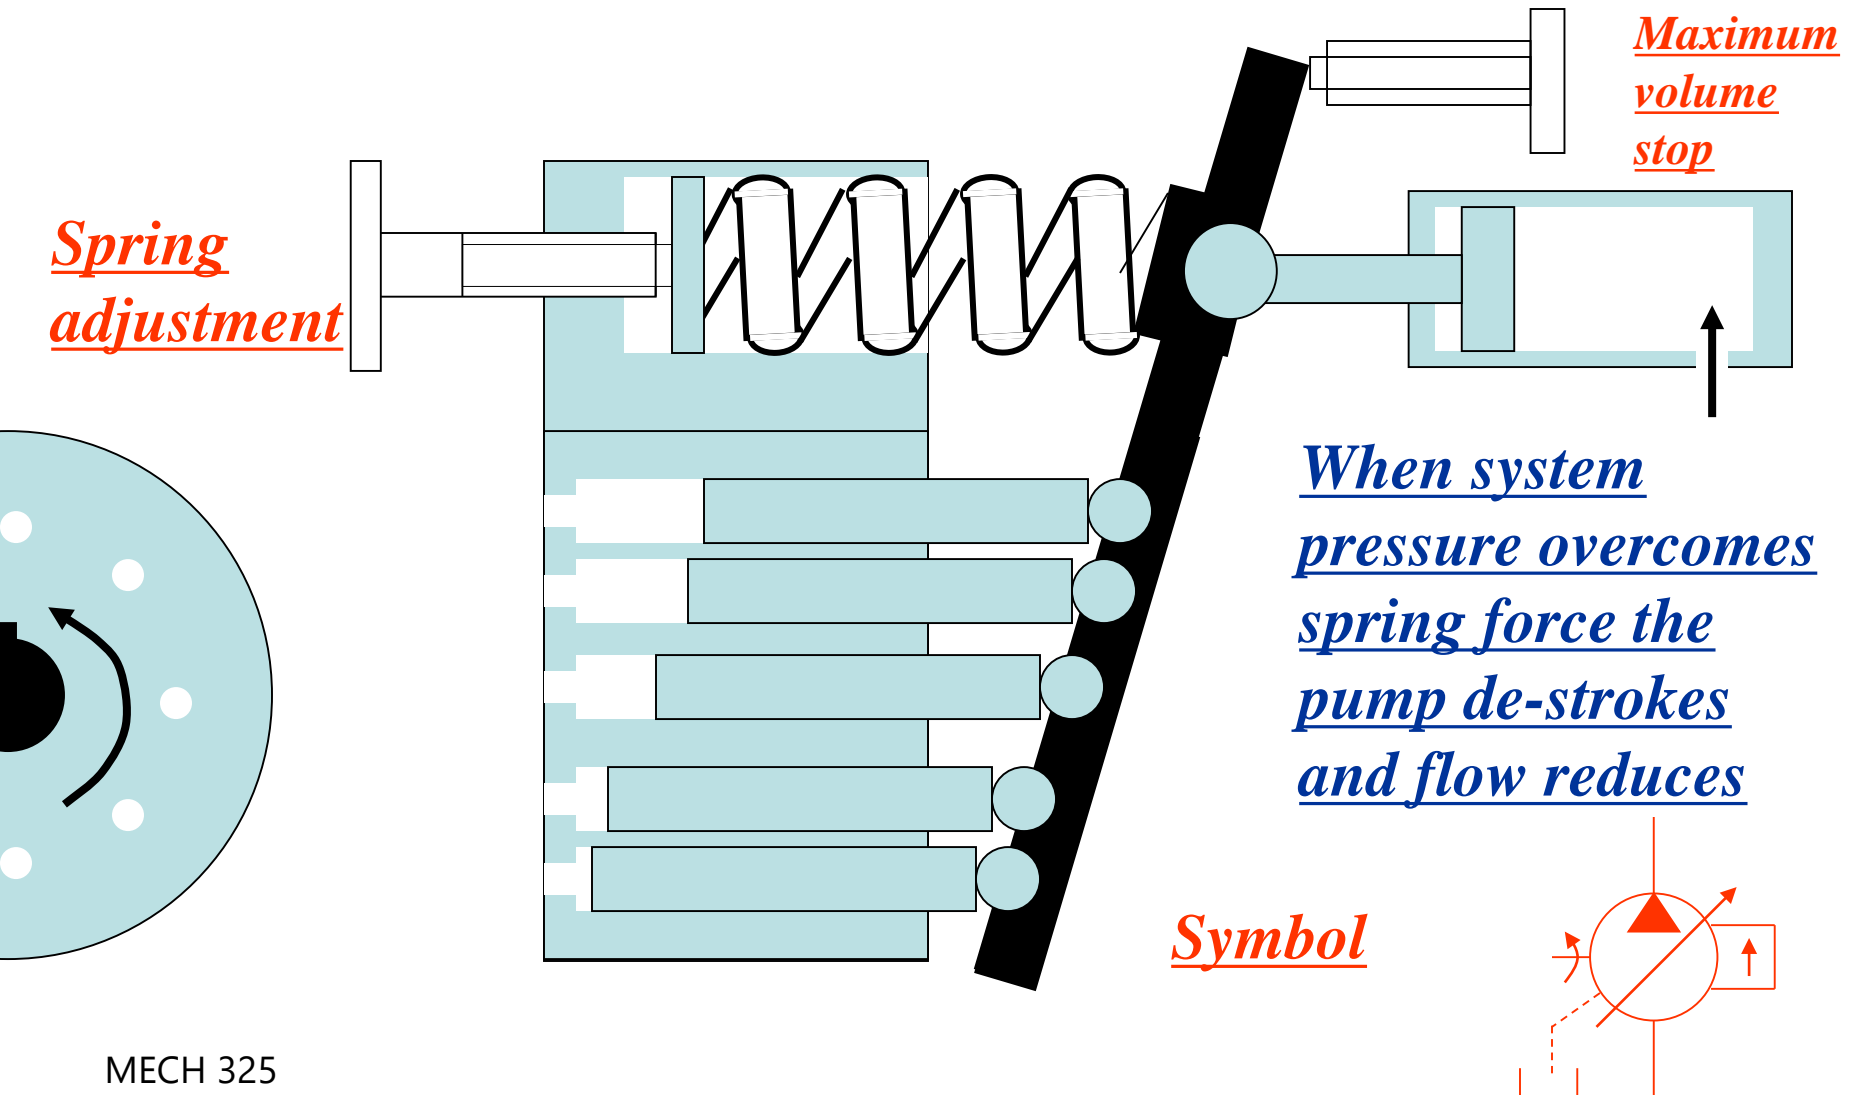 Maximum
volume
stop
Spring
adjustment
When system
pressure overcomes
spring force the
pump de-strokes
and flow reduces
Symbol
MECH 325